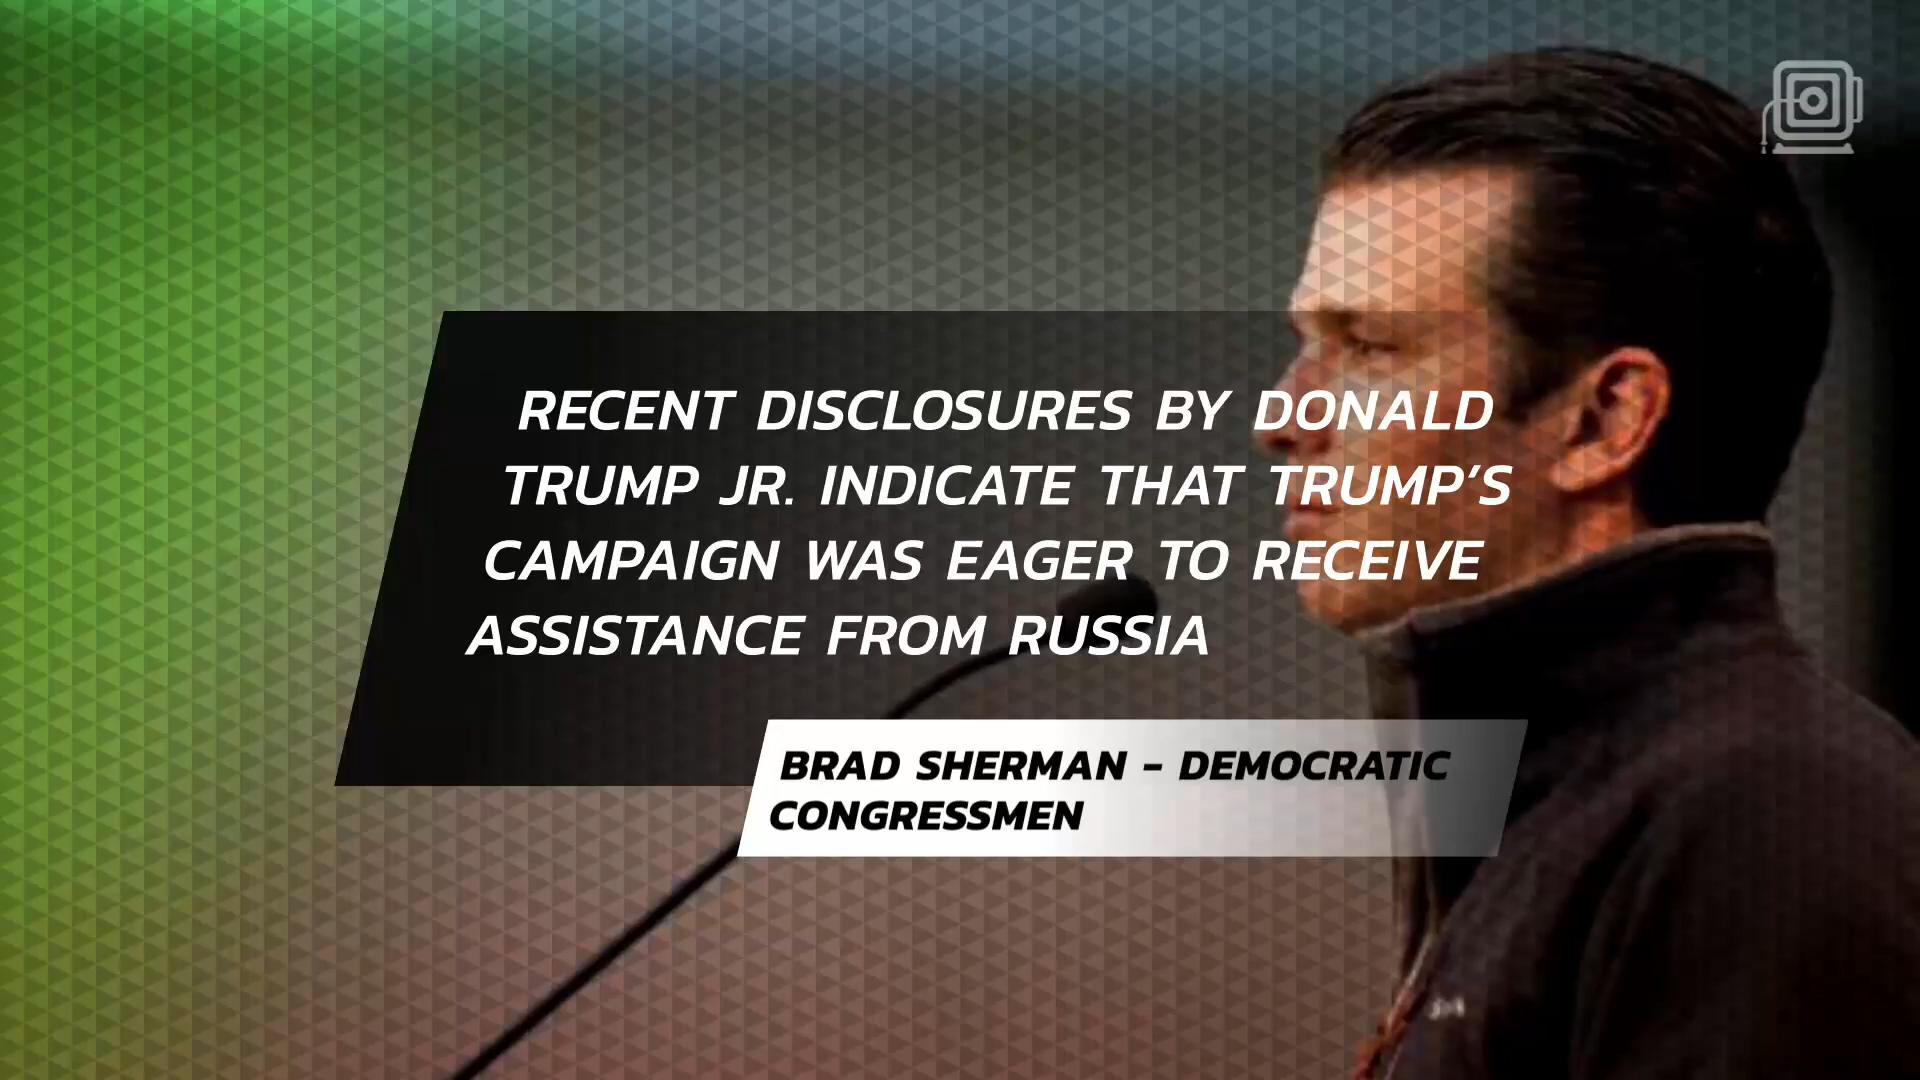 RECENT DISCLOSURES BY DONALD
TRUMP JR. INDICATE THAT TRUMP’S
CAMPAIGN WAS EAGER TO RECEIVE
ASSISTANCE FROM RUSSIA
BRAD SHERMAN – DEMOCRATIC
CONGRESSMEN